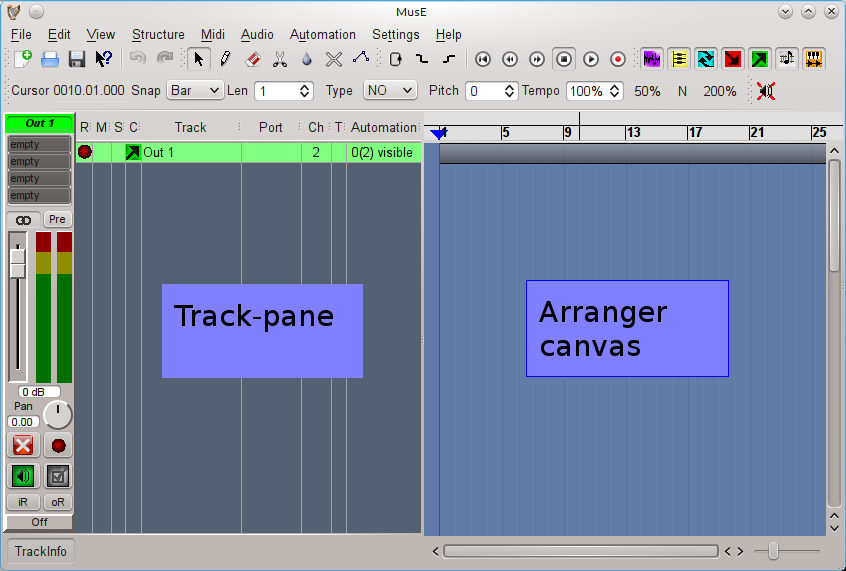 MusE
File Edit View Structure Midi Audio Automation Settings Help
Cursor 0010.01.000 Snap Bar Len 1 Type NO Pitch 0 Tempo 100% 50% N 200%
Out 1
empty
empty
empty
empty
Pre
0 dB
Pan
0.00
iR oR
Off
TrackInfo
R M S C Track Port Ch T Automation
Out 1 2 0(2) visible
Track-pane
1 5 9 13 17 21 25
Arranger
canvas